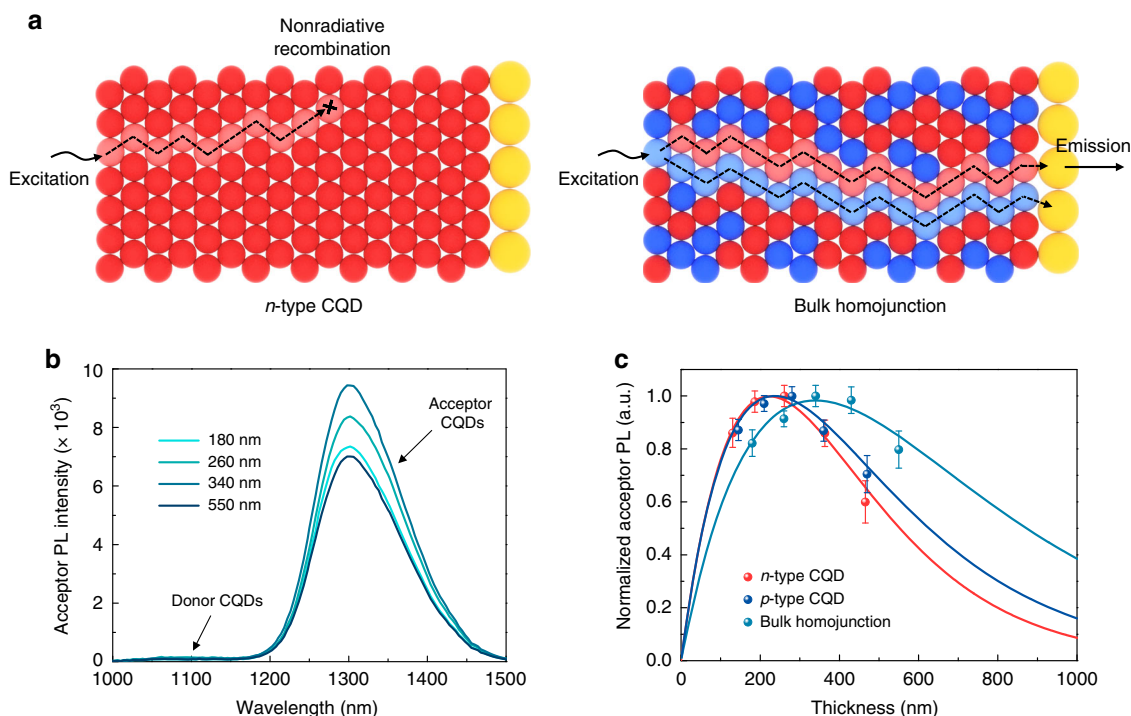 a
Nonradiative
recombination
Excitation
n-type CQD
Excitation
Emission
Bulk homojunction
b
Acceptor PL intensity (× 10³)
10
8
6
4
2
0
180 nm
260 nm
340 nm
550 nm
Acceptor
CQDs
Donor CQDs
1000 1100 1200 1300 1400 1500
Wavelength (nm)
c
Normalized acceptor PL (a.u.)
1.0
0.8
0.6
0.4
0.2
0.0
n-type CQD
p-type CQD
Bulk homojunction
0 200 400 600 800 1000
Thickness (nm)